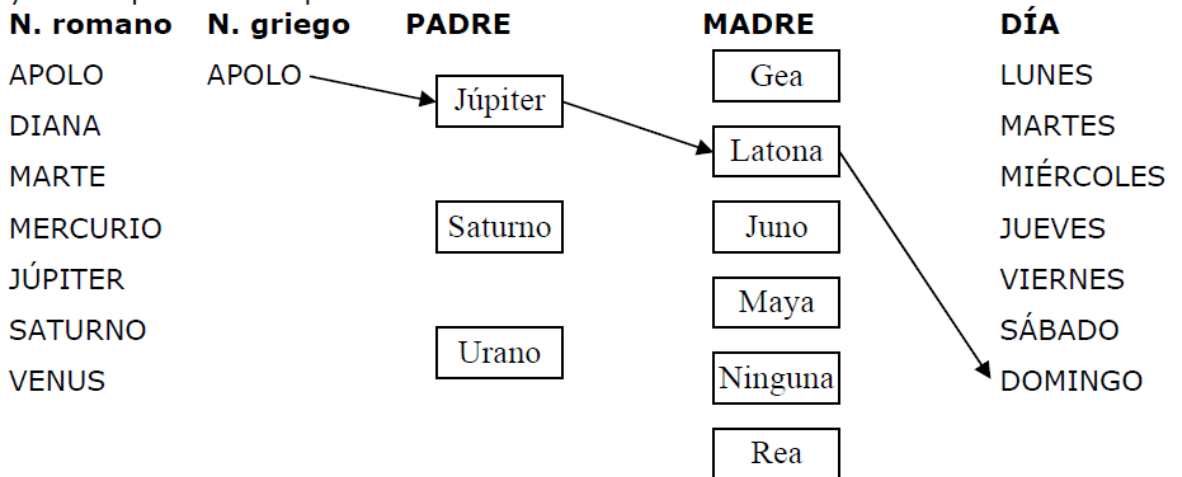 N. romano N. griego PADRE MADRE DÍA
APOLO APOLO Júpiter Gea LUNES
DIANA Latona MARTES
MARTE MIÉRCOLES
MERCURIO Saturno Juno JUEVES
JÚPITER Maya VIERNES
SATURNO Urano SÁBADO
VENUS Ninguna DOMINGO
Rea